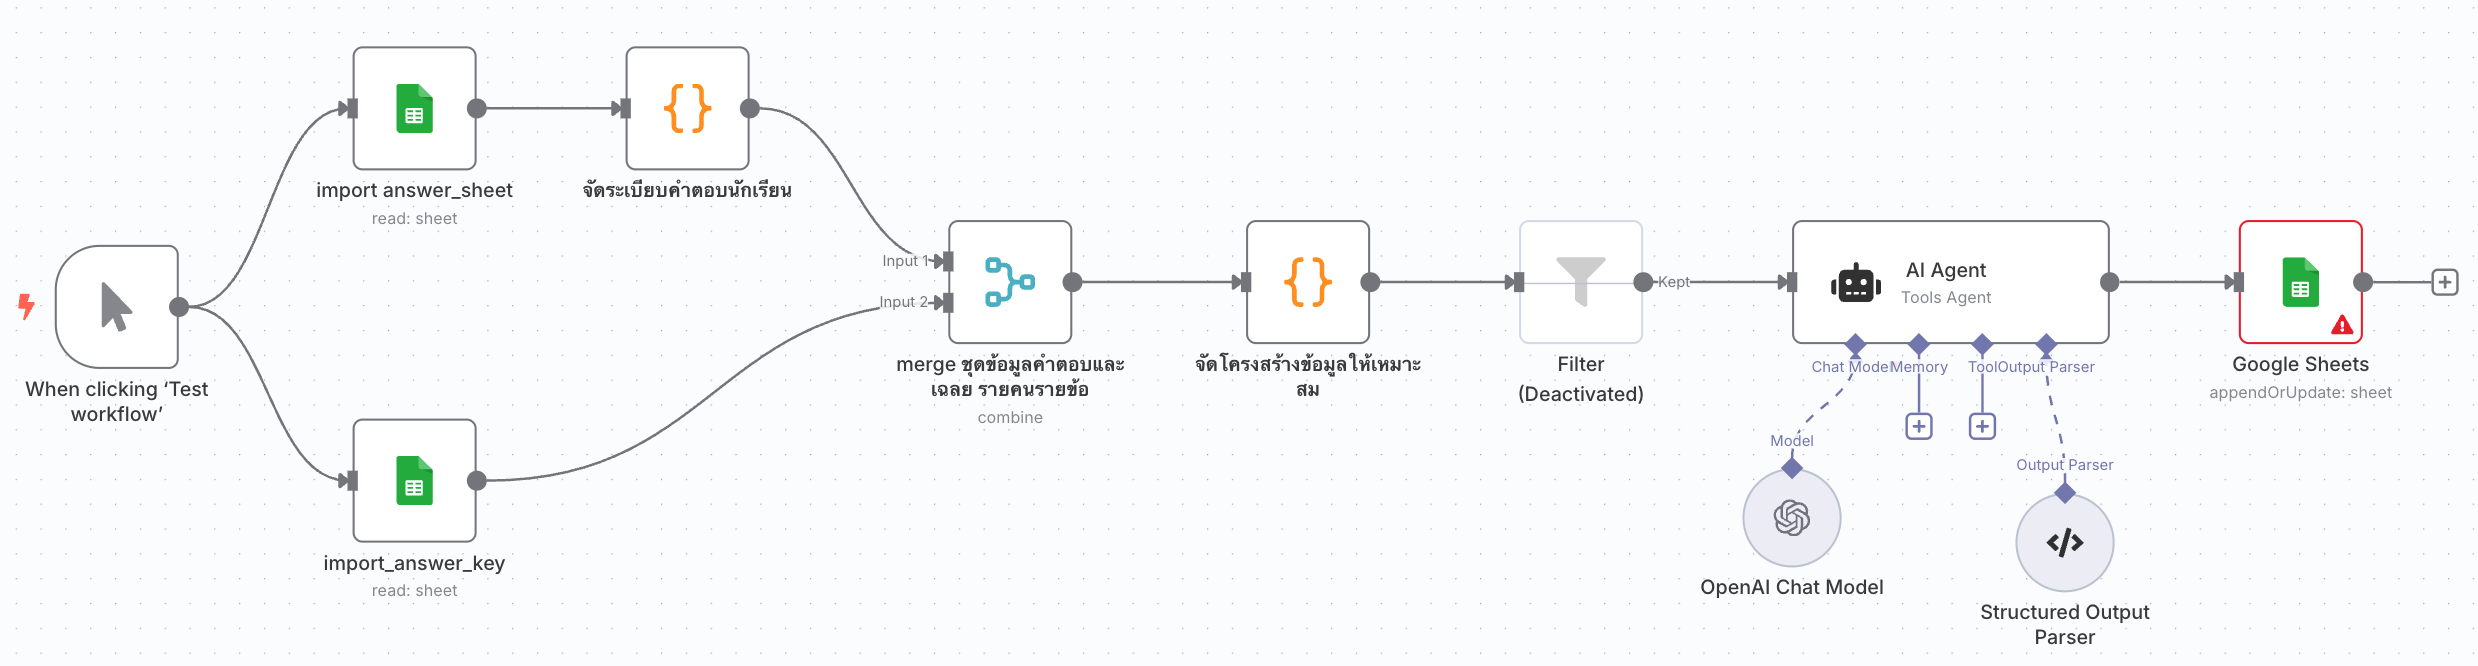 When clicking ‘Test
workflow’
import answer_sheet
read: sheet
จัดระเบียบคำตอบนักเรียน
import_answer_key
read: sheet
Input 1
Input 2
merge ชุดข้อมูลคำตอบและ
เฉลย รายคนรายข้อ
combine
จัดโครงสร้างข้อมูลให้เหมาะ
สม
Filter
(Deactivated)
Kept
AI Agent
Tools Agent
Chat Model
Memory
Tool
Output Parser
Model
OpenAI Chat Model
Output Parser
Structured Output
Parser
Google Sheets
appendOrUpdate: sheet